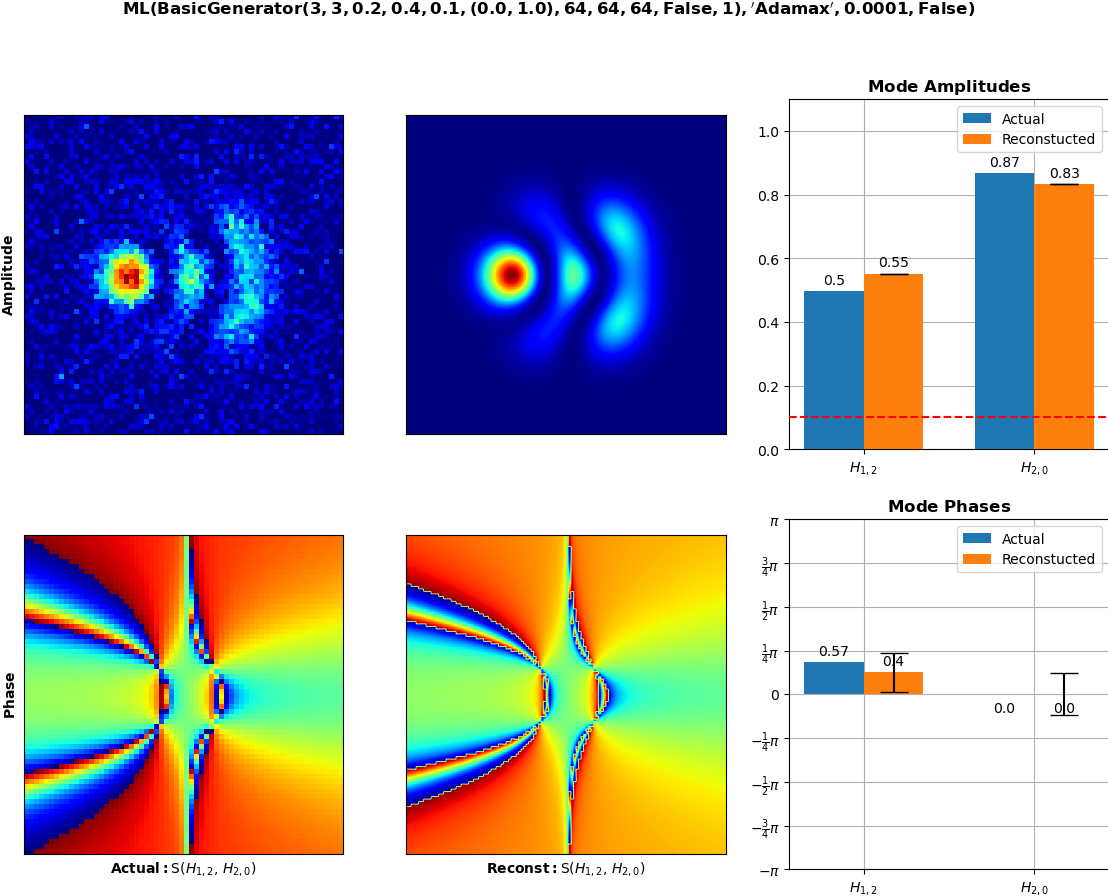 ML(BasicGenerator(3, 3, 0.2, 0.4, 0.1, (0.0, 1.0), 64, 64, 64, False, 1), ′Adamax′, 0.0001, False)
Amplitude
Mode Amplitudes
Actual
Reconstucted
1.0
0.8
0.6
0.4
0.2
0.0
0.5
0.55
0.87
0.83
H₁,₂
H₂,₀
Phase
Actual: S(H₁,₂, H₂,₀)
Reconst: S(H₁,₂, H₂,₀)
Mode Phases
Actual
Reconstucted
π
3/4π
1/2π
1/4π
0
−1/4π
−1/2π
−3/4π
−π
0.57
0.4
0.0
0.0
H₁,₂
H₂,₀